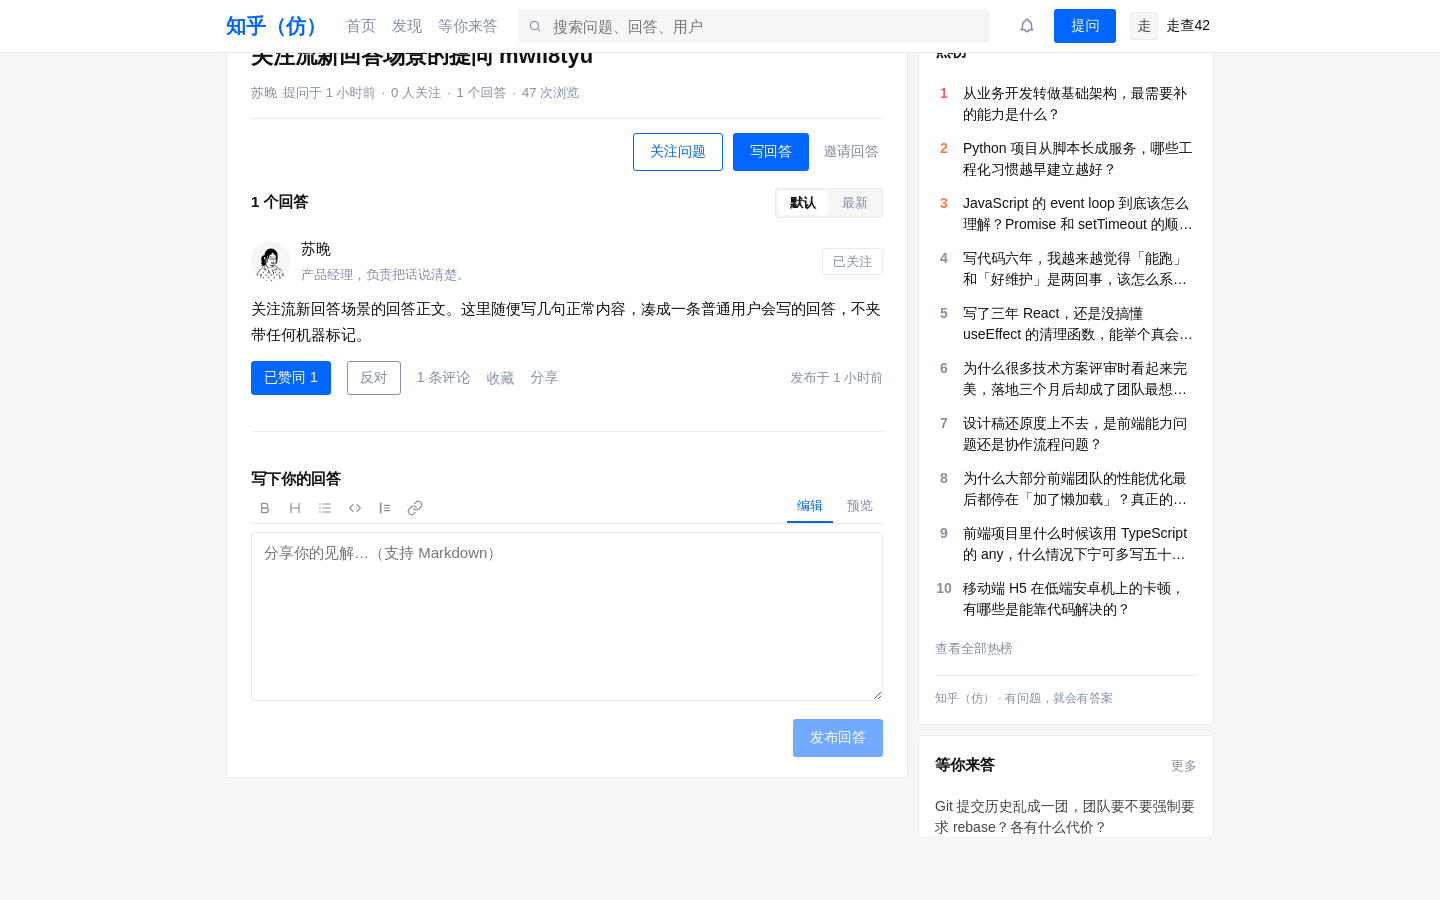 知乎（仿）
首页
发现
等你来答
搜索问题、回答、用户
提问
走
走查42
关注流新回答场景的提问 mwil8tyu
苏晚 提问于 1 小时前 · 0 人关注 · 1 个回答 · 47 次浏览
关注问题
写回答
邀请回答
1 个回答
默认
最新
苏晚
产品经理，负责把话说清楚。
已关注
关注流新回答场景的回答正文。这里随便写几句正常内容，凑成一条普通用户会写的回答，不夹
带任何机器标记。
已赞同 1
反对
1 条评论
收藏
分享
发布于 1 小时前
写下你的回答
编辑
预览
分享你的见解…（支持 Markdown）
发布回答
热榜
1 从业务开发转做基础架构，最需要补
的能力是什么？
2 Python 项目从脚本长成服务，哪些工
程化习惯越早建立越好？
3 JavaScript 的 event loop 到底该怎么
理解？Promise 和 setTimeout 的顺…
4 写代码六年，我越来越觉得「能跑」
和「好维护」是两回事，该怎么系…
5 写了三年 React，还是没搞懂
useEffect 的清理函数，能举个真会…
6 为什么很多技术方案评审时看起来完
美，落地三个月后却成了团队最想…
7 设计稿还原度上不去，是前端能力问
题还是协作流程问题？
8 为什么大部分前端团队的性能优化最
后都停在「加了懒加载」？真正的…
9 前端项目里什么时候该用 TypeScript
的 any，什么情况下宁可多写五十…
10 移动端 H5 在低端安卓机上的卡顿，
有哪些是能靠代码解决的？
查看全部热榜
知乎（仿） · 有问题，就会有答案
等你来答
更多
Git 提交历史乱成一团，团队要不要强制要
求 rebase？各有什么代价？